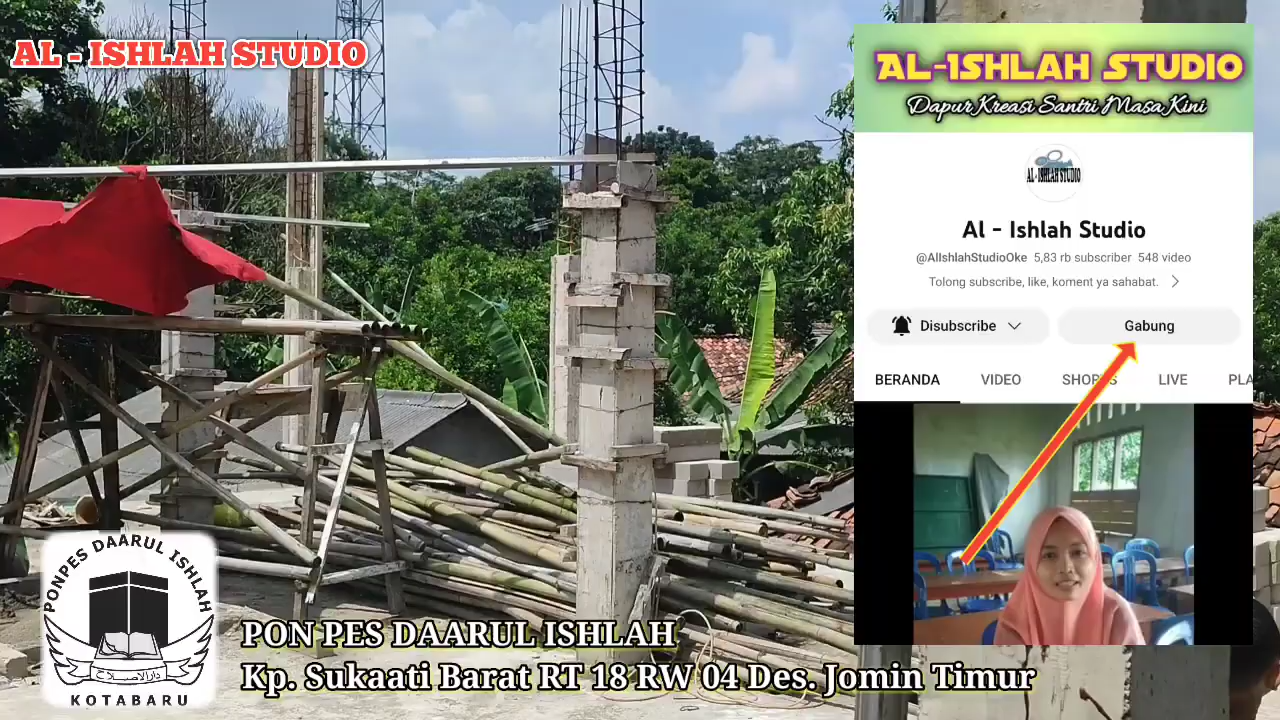 AL - ISHLAH STUDIO
AL-ISHLAH STUDIO
Dapur Kreasi Santri Masa Kini
AL - ISHLAH STUDIO
Al - Ishlah Studio
@AlIshlahStudioOke 5,83 rb subscriber 548 video
Tolong subscribe, like, koment ya sahabat.
Disubscribe
Gabung
BERANDA VIDEO SHORTS LIVE PLA
PONPES DAARUL ISHLAH
دارالاصلاح
KOTABARU
PON PES DAARUL ISHLAH
Kp. Sukaati Barat RT 18 RW 04 Des. Jomin Timur